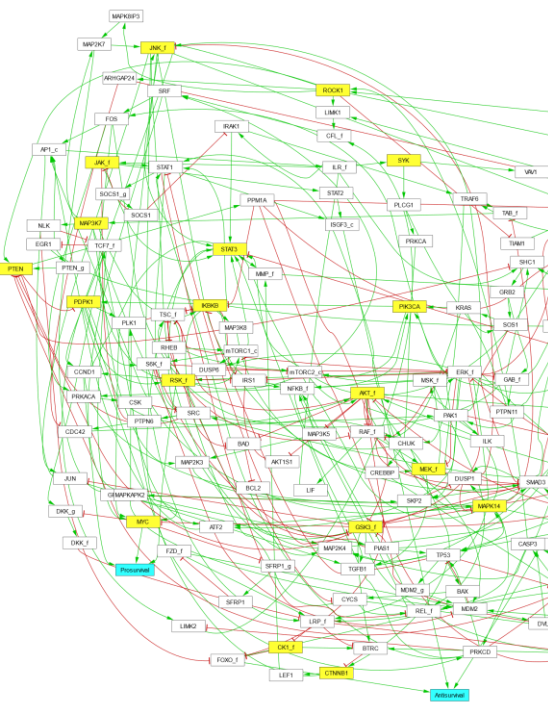 MAPKBIP3
MAP2K7
JNK_f
ARHGAP24
SRF
ROCK1
LIMK1
FOS
IRAK1
CFL_f
AP1_c
JAK_f
STAT1
ILR_f
SYK
VAV1
SOCS1_g
STAT2
PPM1A
PLCG1
TRAF6
TAB_f
SOCS1
NLK
MAP3K7
ISGF3_c
EGR1
TCF7_f
STAT3
PRKCA
TIAM1
PTEN
PTEN_g
MMP_f
SHC1
PDPK1
IKBKB
PIK3CA
KRAS
GRB2
PLK1
TSC_f
MAP3K8
SOS1
RHEB
mTORC1_c
S6K_f
DUSP6
mTORC2_c
ERK_f
CCND1
RSK_f
IRS1
NFKB_f
MSK_f
GAB_f
PRKACA
CSK
AKT_f
SRC
PAK1
PTPN11
PTPN6
CDC42
BAD
MAP3K5
RAF_f
CHUK
ILK
MAP2K3
AKT1S1
CREBBP
MEK_f
JUN
BCL2
LIF
DUSP1
SMAD3
MAPKAPK2
SKP2
MAPK14
DKK_g
MYC
ATF2
GSK3_f
DKK_f
FZD_f
MAP3K4
PIAS1
TP53
CASP3
Prosurvival
SFRP1_g
TGFB1
SFRP1
CYCS
MDM2_g
BAX
REL_f
MDM2
LIMK2
LRP_f
FOXO_f
CK1_f
BTRC
PRKCD
LEF1
CTNNB1
Antisurvival